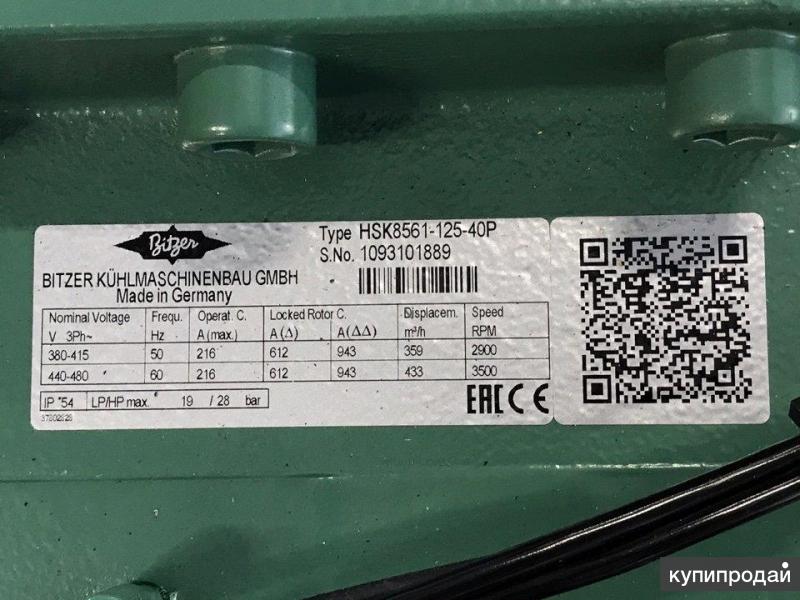 Bitzer
Type HSK8561-125-40P
S.No. 1093101889
BITZER KÜHLMASCHINENBAU GMBH
Made in Germany
Nominal Voltage Frequ. Operat. C. Locked Rotor C. Displacem. Speed
V 3Ph~ Hz A (max.) A (Δ) A (ΔΔ) m³/h RPM
380-415 50 216 612 943 359 2900
440-480 60 216 612 943 433 3500
IP *54 LP/HP max. 19 / 28 bar
EAC CE
37802828
купипродай